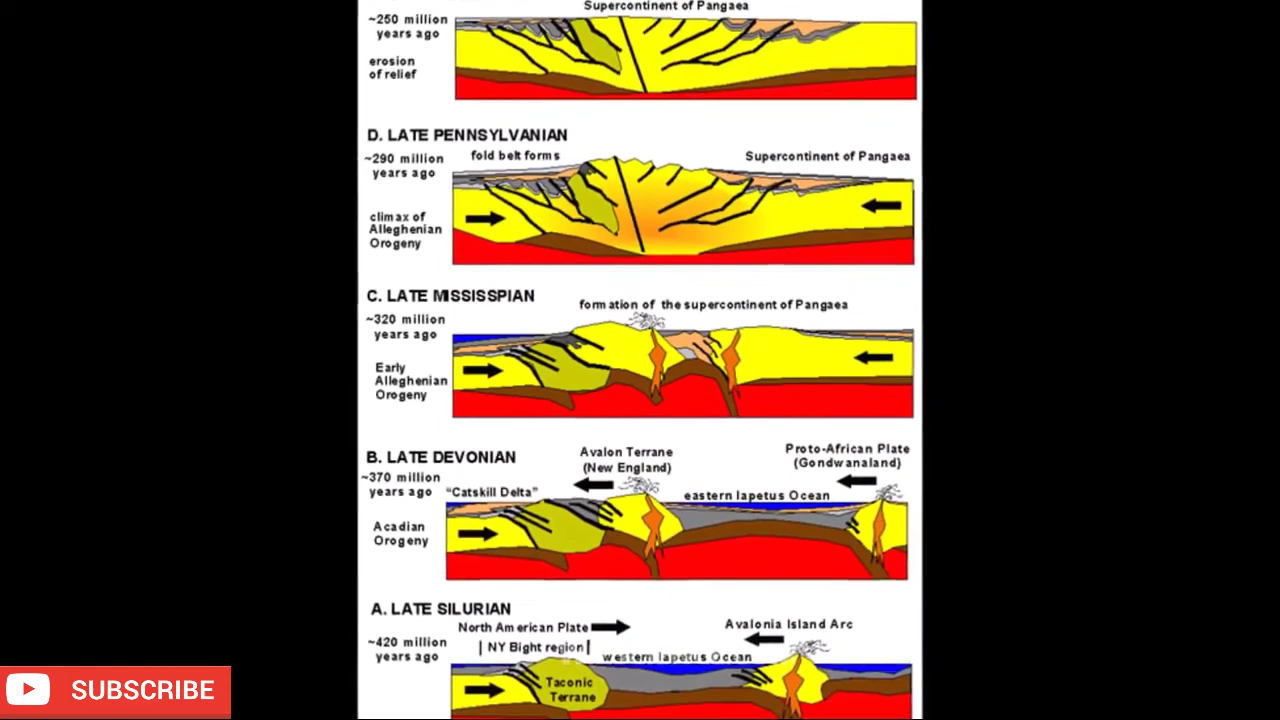 Supercontinent of Pangaea
~250 million
years ago
erosion
of relief
D. LATE PENNSYLVANIAN
~290 million
years ago
fold belt forms
Supercontinent of Pangaea
climax of
Alleghenian
Orogeny
C. LATE MISSISSPIAN
~320 million
years ago
formation of the supercontinent of Pangaea
Early
Alleghenian
Orogeny
B. LATE DEVONIAN
~370 million
years ago
"Catskill Delta"
Avalon Terrane
(New England)
Proto-African Plate
(Gondwanaland)
eastern Iapetus Ocean
Acadian
Orogeny
A. LATE SILURIAN
North American Plate
Avalonia Island Arc
~420 million
years ago
| NY Bight region |
western Iapetus Ocean
Taconic
Terrane
SUBSCRIBE